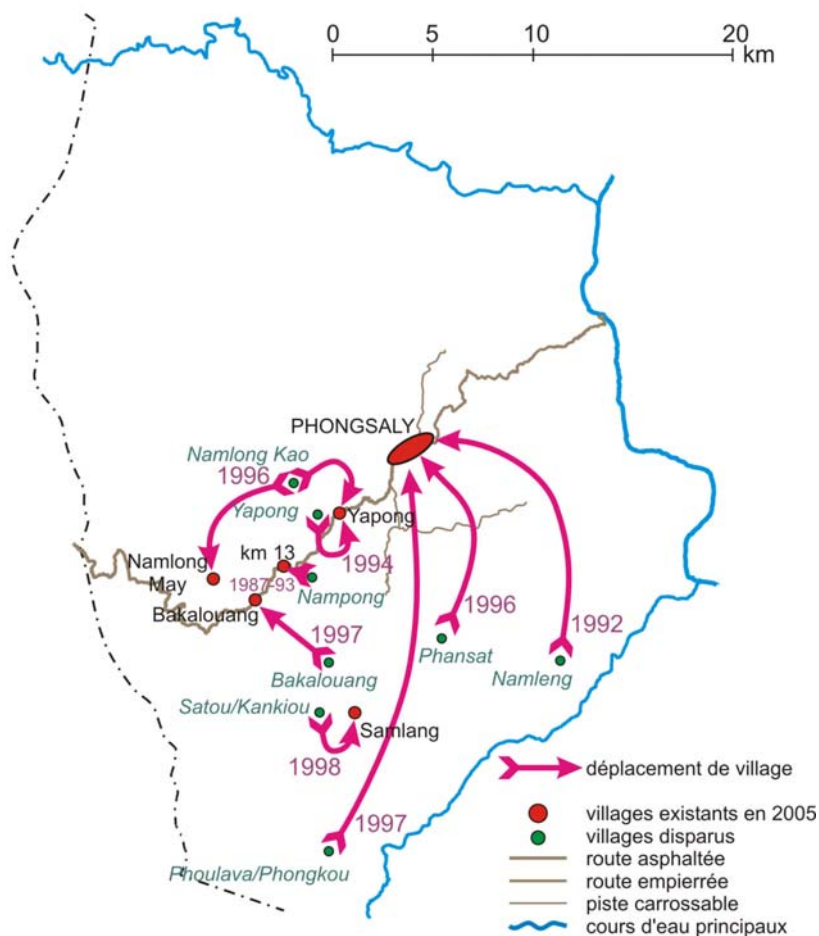 0 5 10 20
km
PHONGSALY
Namlong Kao
1996
Yapong
Yapong
km 13
1994
Namlong
May
1987-93
Nampong
Bakalouang
1996
1992
1997
Phansat
Bakalouang
Namleng
Satou/Kankiou
Samlang
1998
déplacement de village
1997
villages existants en 2005
villages disparus
Phoulava/Phongkou
route asphaltée
route empierrée
piste carrossable
cours d'eau principaux